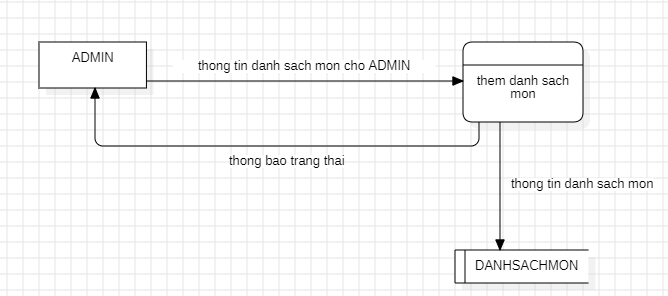 ADMIN
thong tin danh sach mon cho ADMIN
them danh sach
mon
thong bao trang thai
thong tin danh sach mon
DANHSACHMON